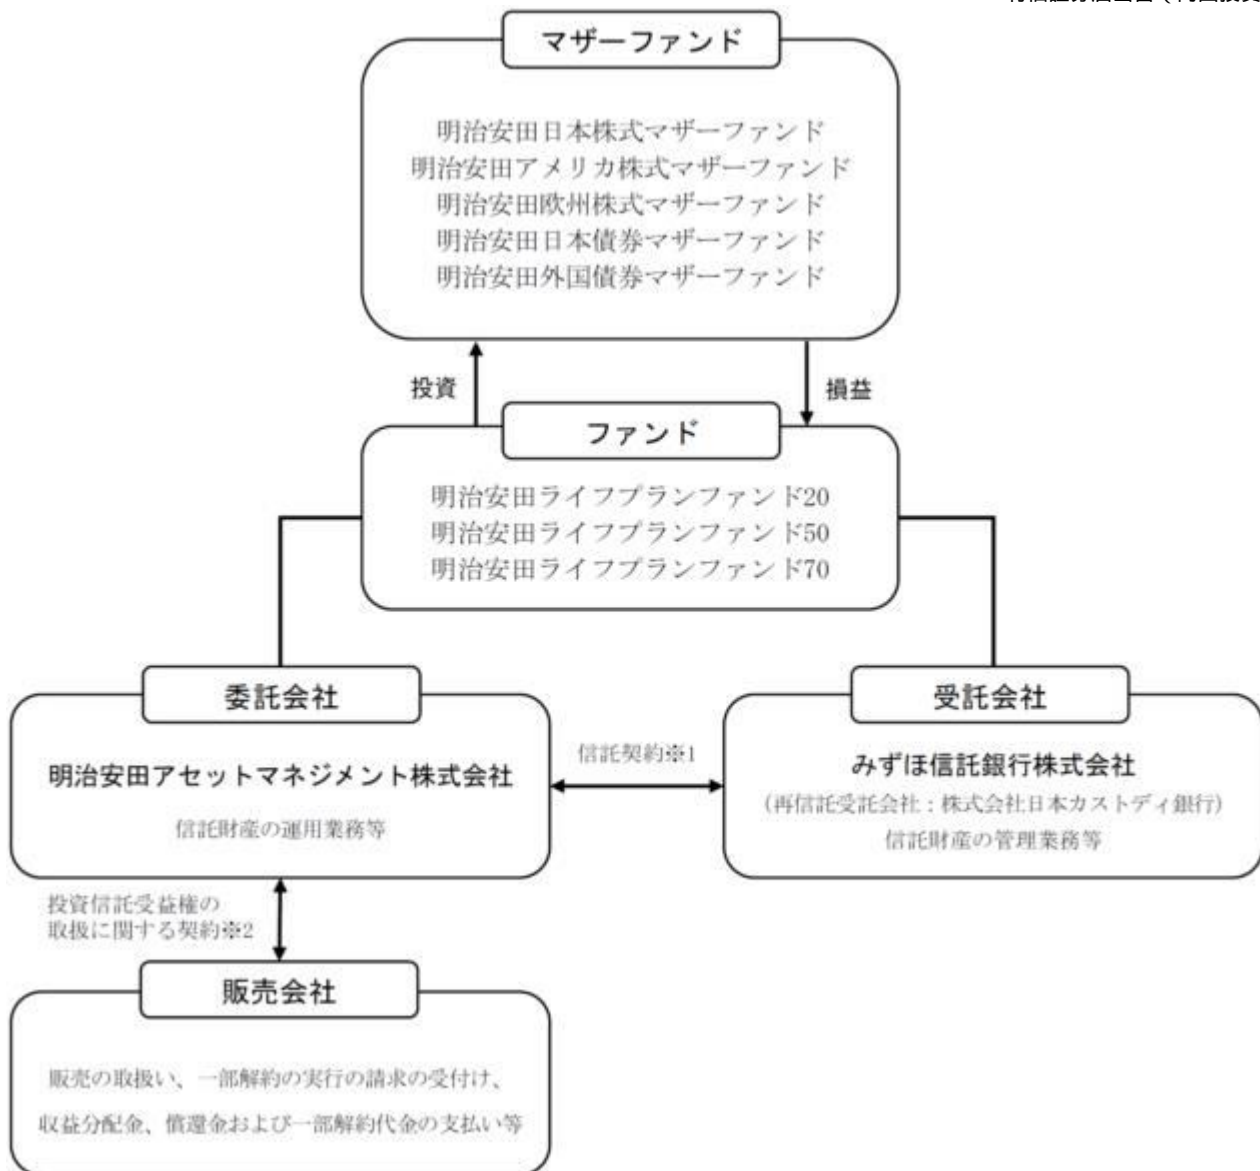 マザーファンド
明治安田日本株式マザーファンド
明治安田アメリカ株式マザーファンド
明治安田欧州株式マザーファンド
明治安田日本債券マザーファンド
明治安田外国債券マザーファンド
投資
損益
ファンド
明治安田ライフプランファンド20
明治安田ライフプランファンド50
明治安田ライフプランファンド70
委託会社
明治安田アセットマネジメント株式会社
信託財産の運用業務等
信託契約※1
受託会社
みずほ信託銀行株式会社
(再信託受託会社：株式会社日本カストディ銀行)
信託財産の管理業務等
投資信託受益権の
取扱に関する契約※2
販売会社
販売の取扱い、一部解約の実行の請求の受付け、
収益分配金、償還金および一部解約代金の支払い等